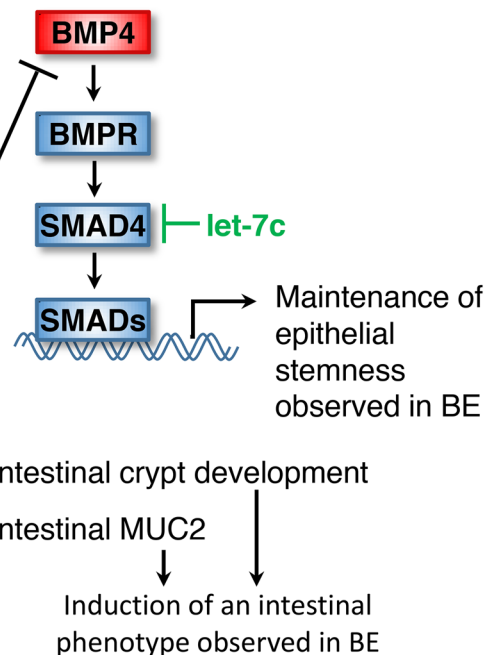 BMP4
BMPR
SMAD4
let-7c
SMADs
Maintenance of
epithelial
stemness
observed in BE
ntestinal crypt development
ntestinal MUC2
Induction of an intestinal
phenotype observed in BE